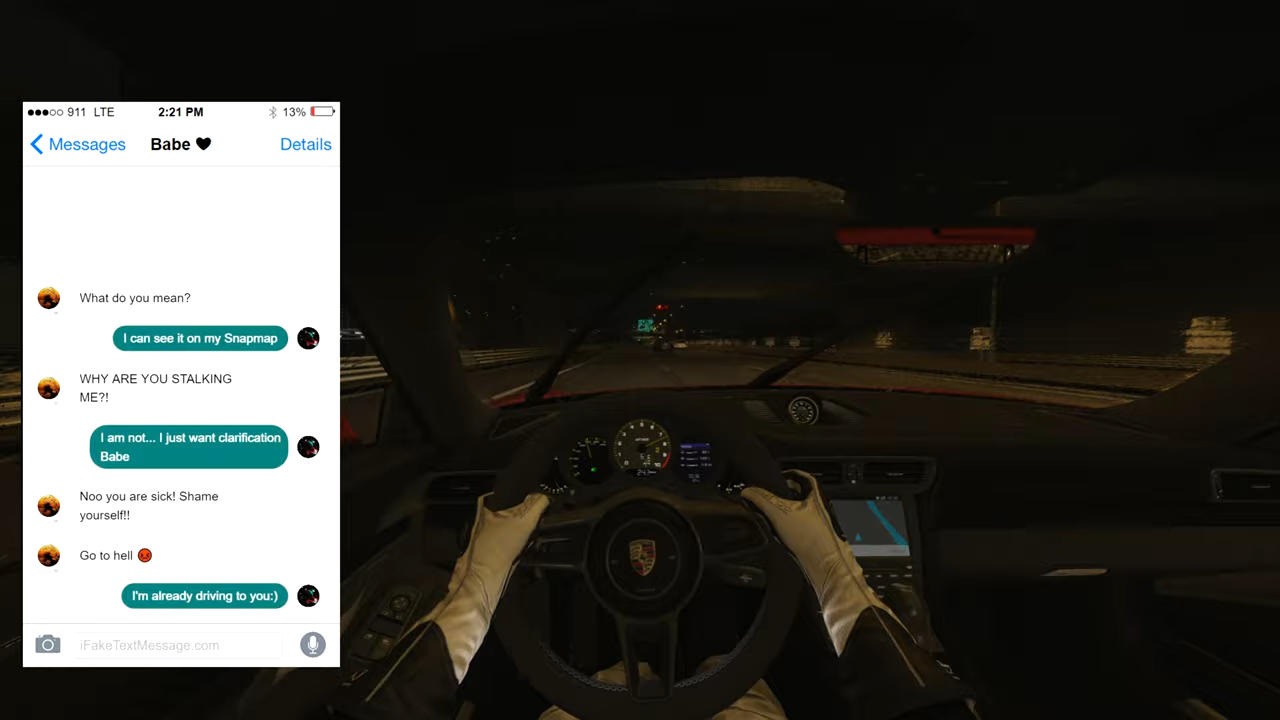 911 LTE 2:21 PM 13%
Messages Babe 🖤 Details
What do you mean?
I can see it on my Snapmap
WHY ARE YOU STALKING
ME?!
I am not... I just want clarification
Babe
Noo you are sick! Shame
yourself!!
Go to hell 😡
I'm already driving to you:)
iFakeTextMessage.com